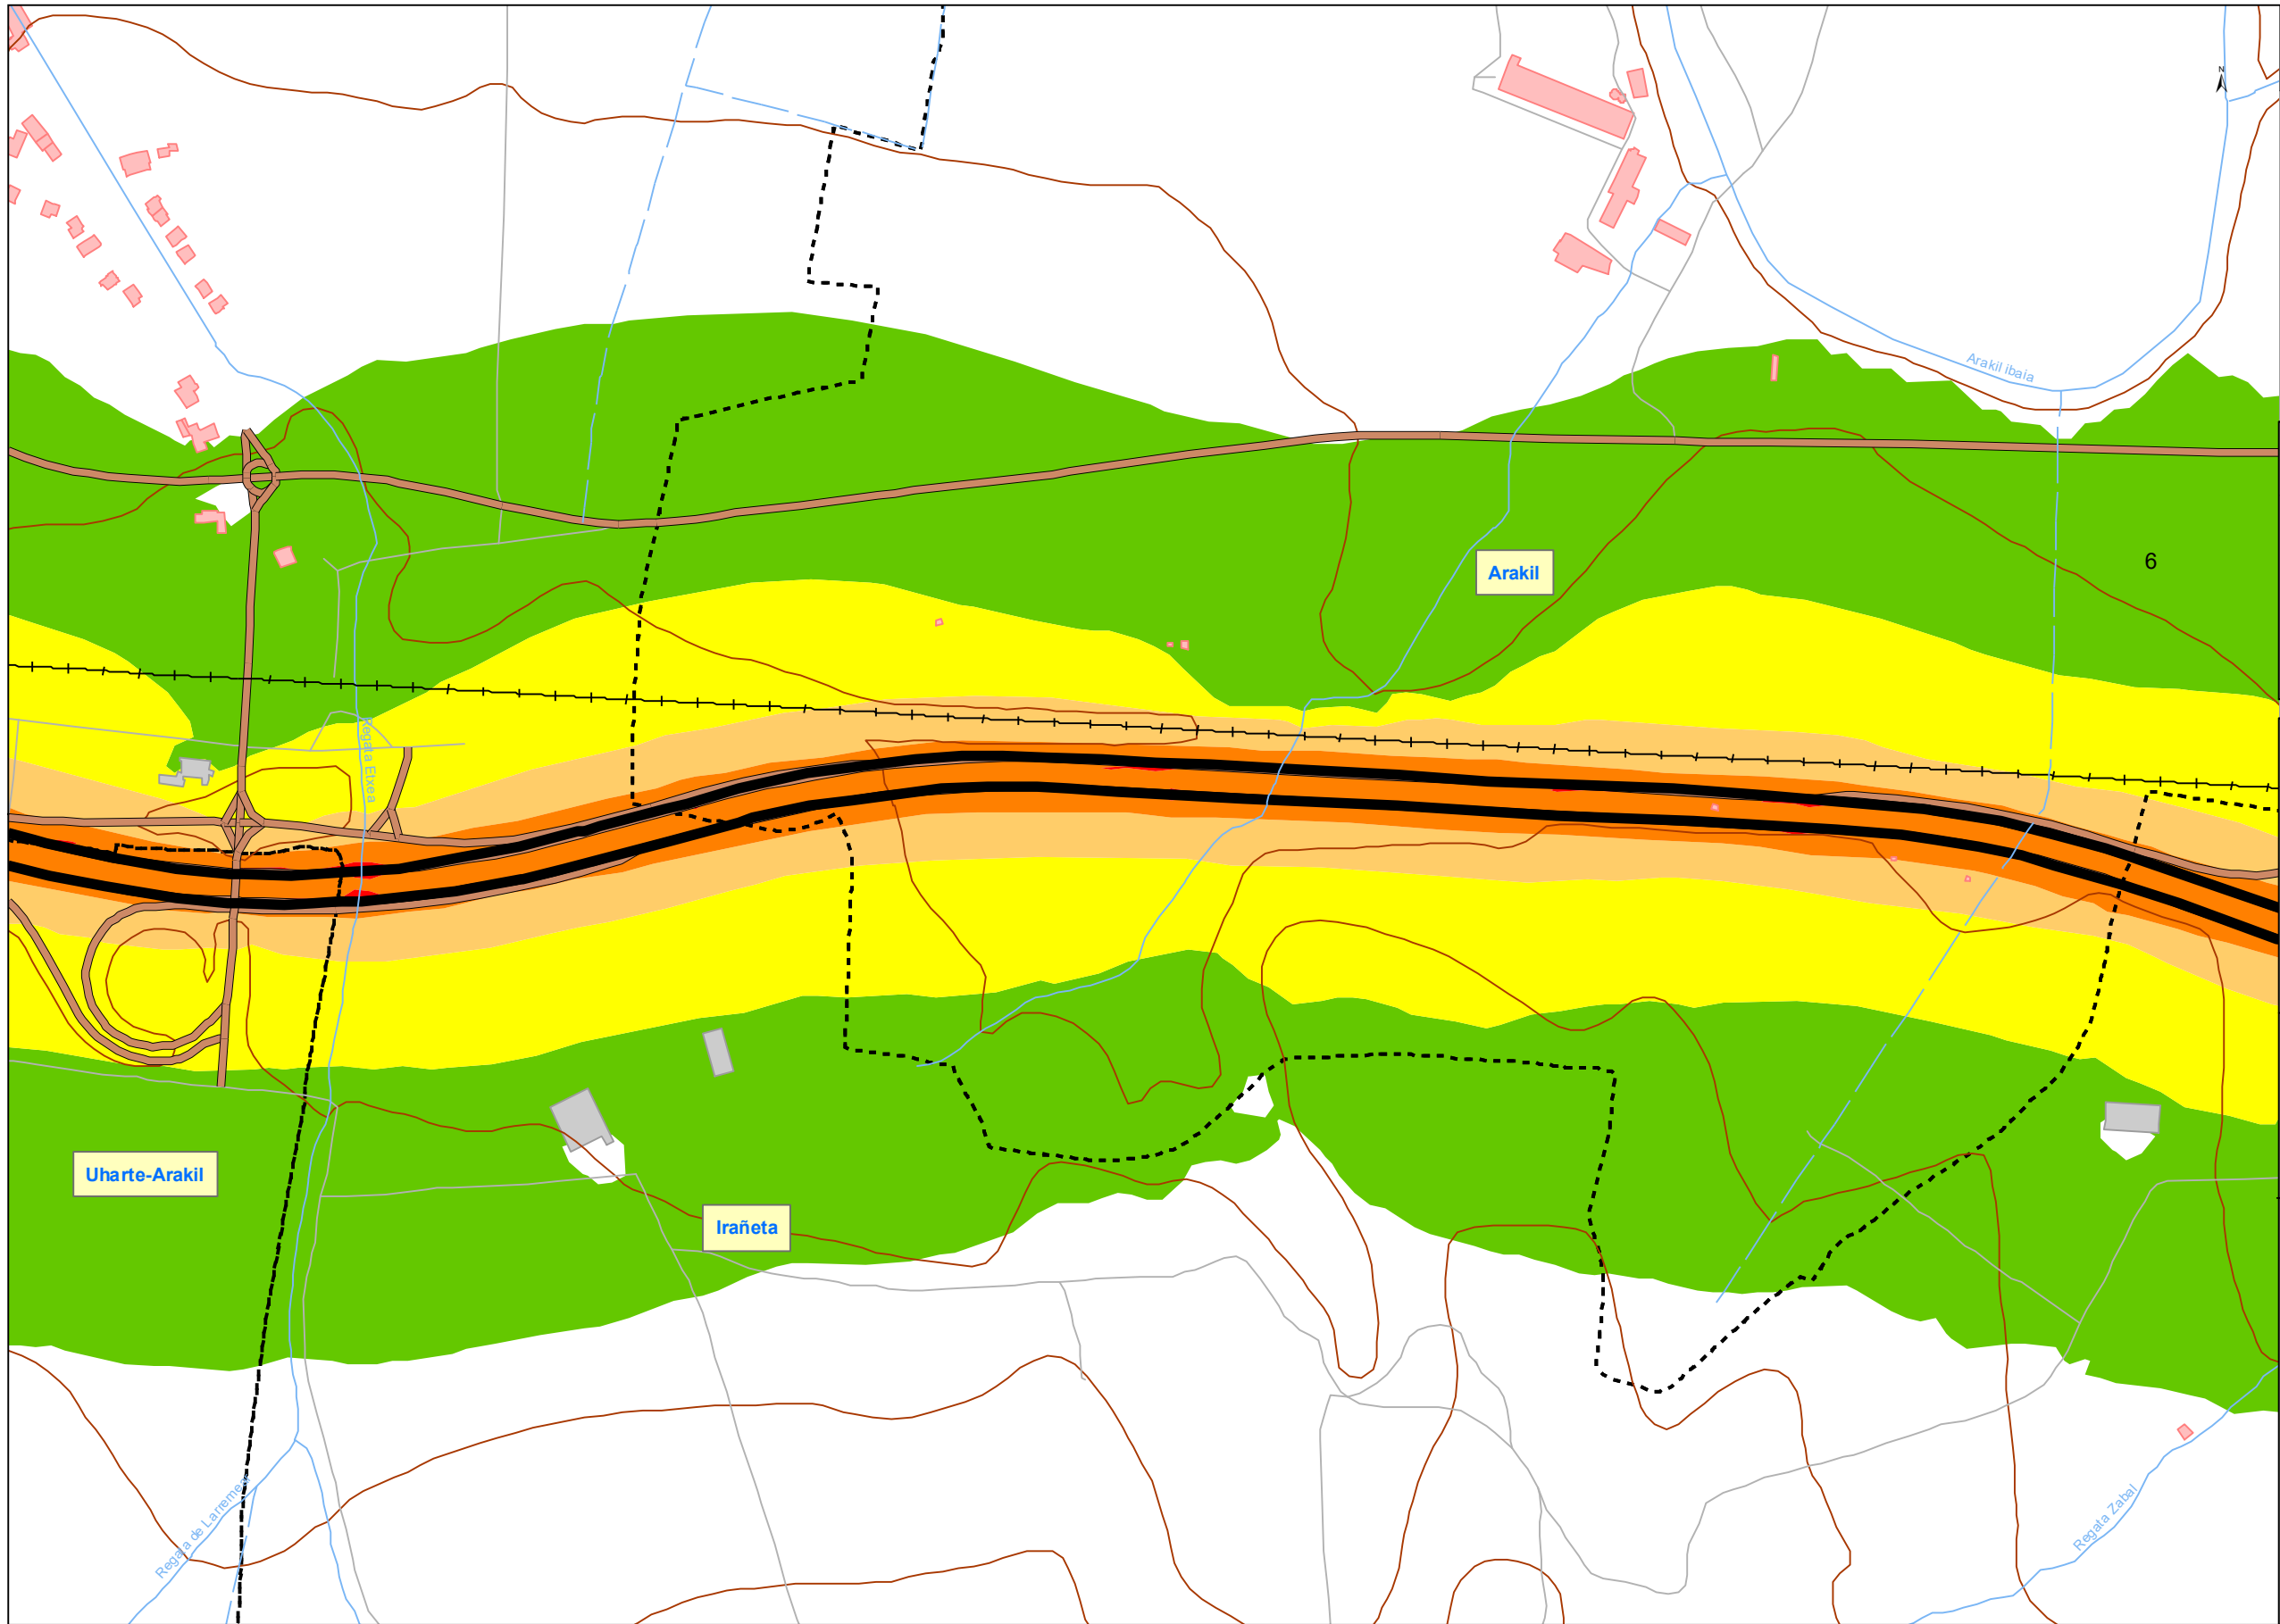 N
Arakil ibaia
Arakil
6
Regata Etxea
Uharte-Arakil
Irañeta
Regata de Larremea
Regata Zabal